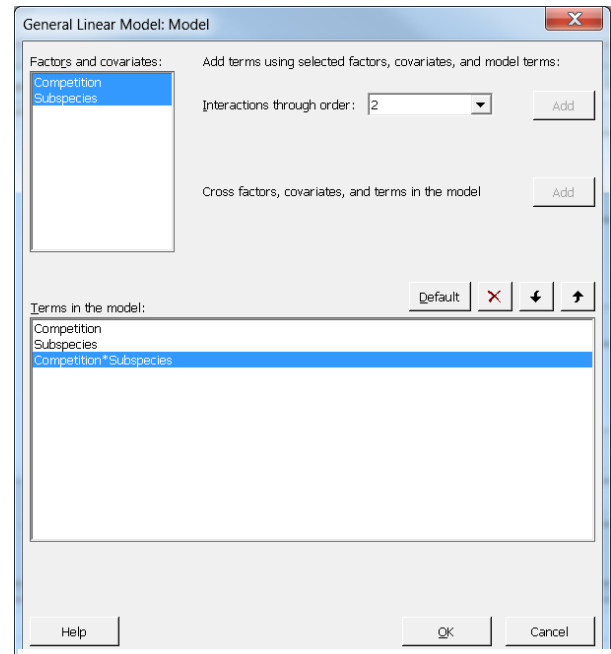 General Linear Model: Model
X
Factors and covariates:
Competition
Subspecies
Add terms using selected factors, covariates, and model terms:
Interactions through order: 2
Add
Cross factors, covariates, and terms in the model
Add
Default
Terms in the model:
Competition
Subspecies
Competition*Subspecies
Help
OK
Cancel